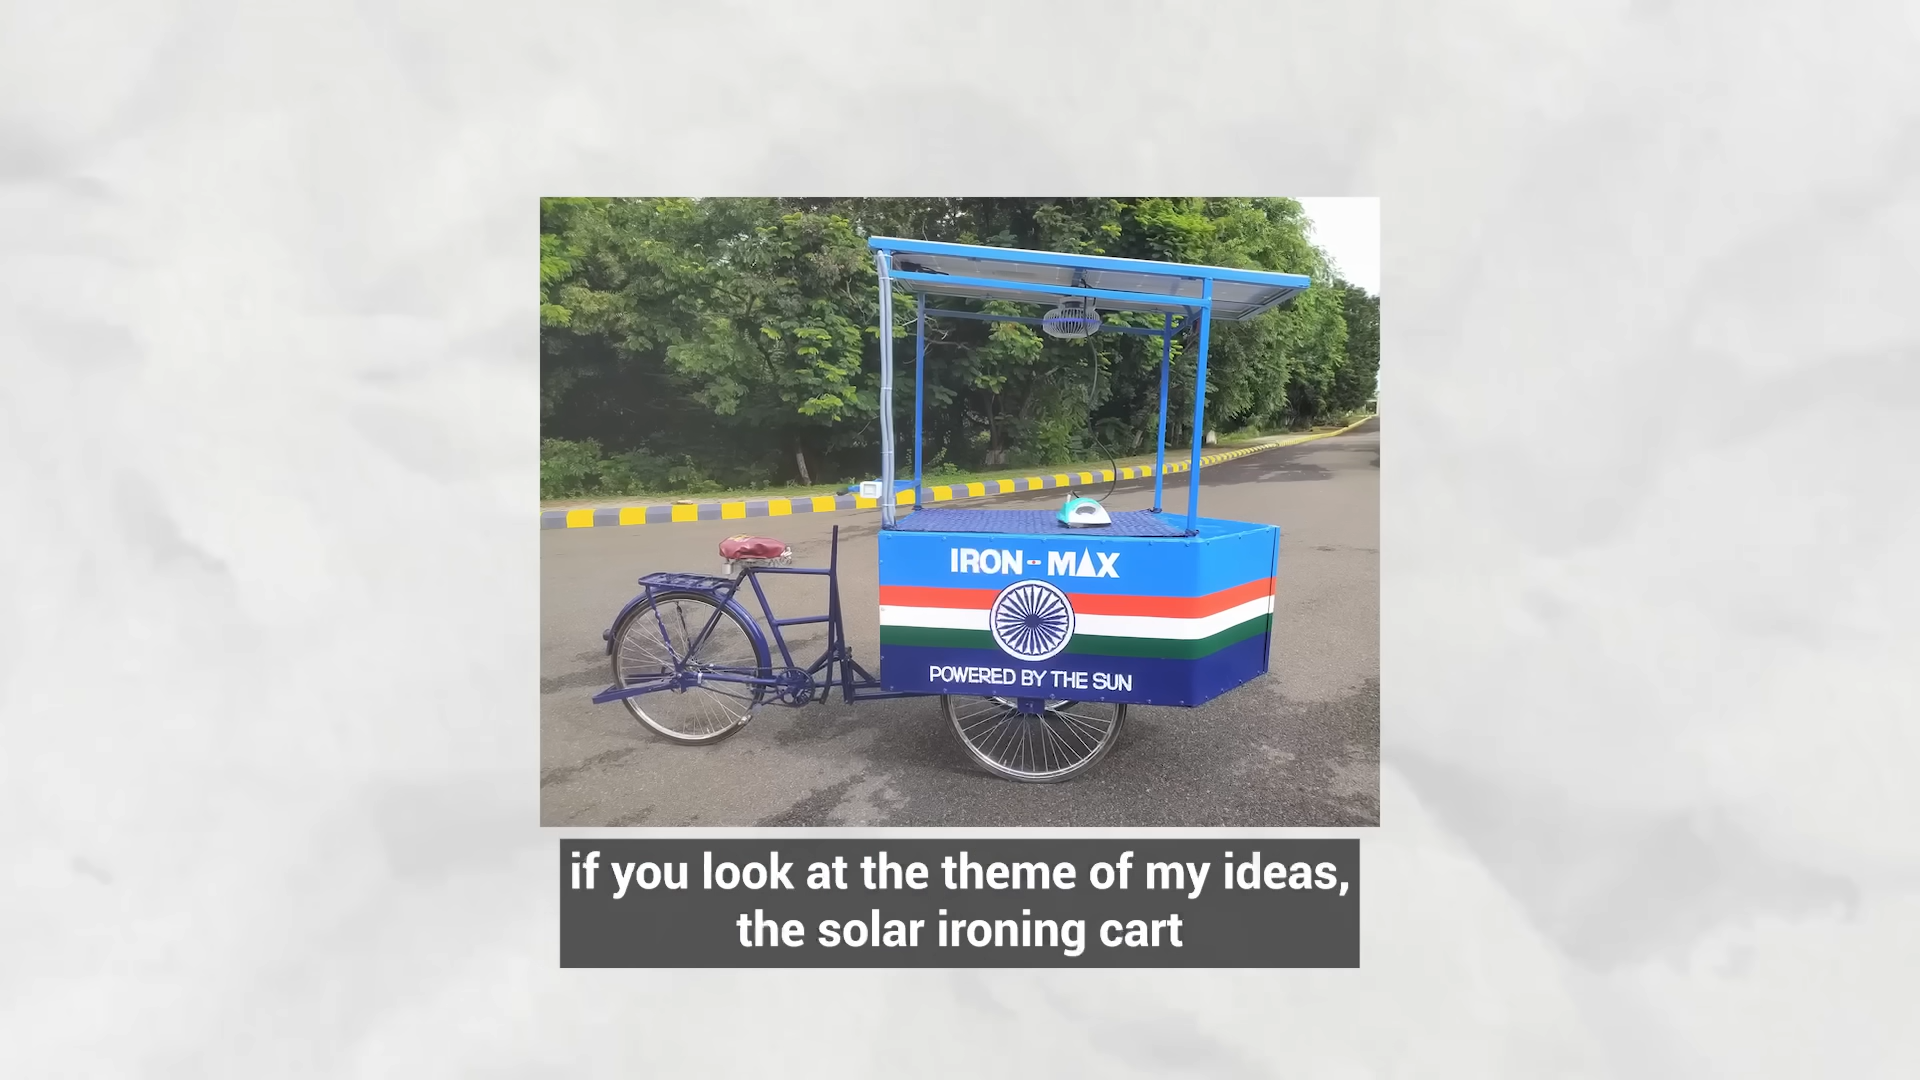 IRON - MAX
POWERED BY THE SUN
if you look at the theme of my ideas,
the solar ironing cart